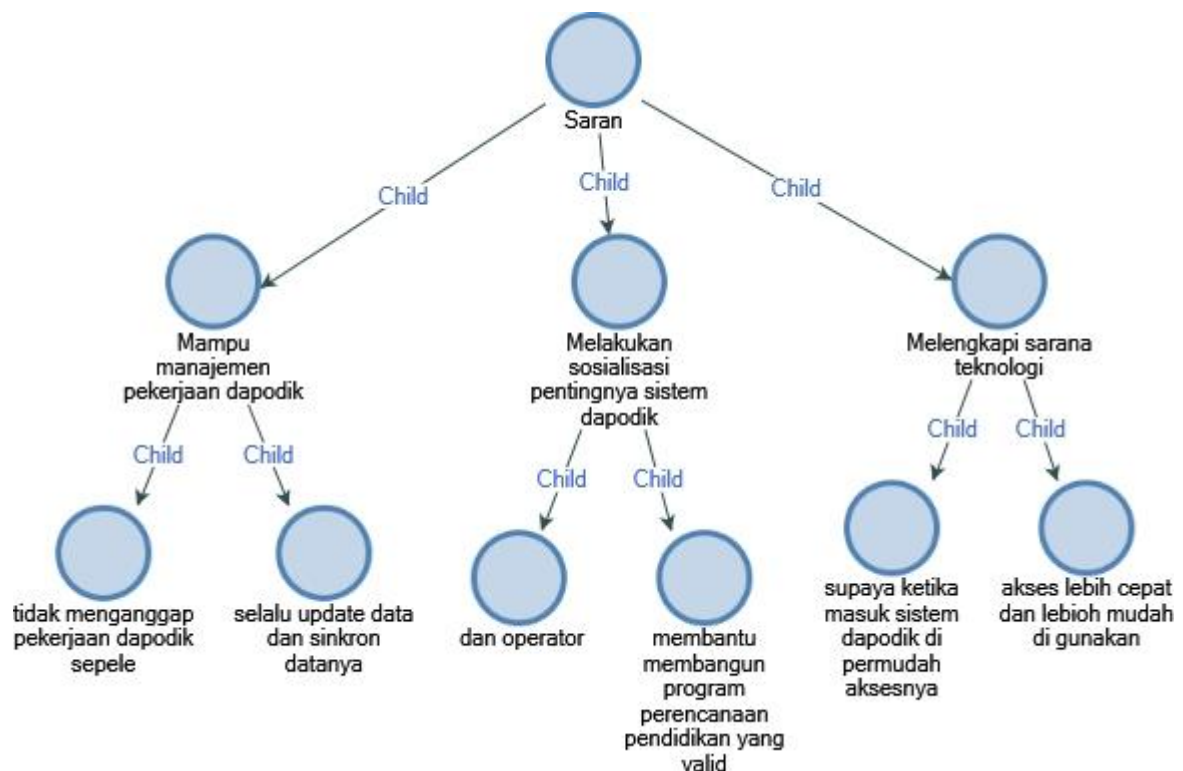 Saran
Child
Child
Child
Mampu
manajemen
pekerjaan dapodik
Melakukan
sosialisasi
pentingnya sistem
dapodik
Melengkapi sarana
teknologi
Child
Child
Child
Child
Child
Child
tidak menganggap
pekerjaan dapodik
sepele
selalu update data
dan sinkron
datanya
dan operator
membantu
membangun
program
perencanaan
pendidikan yang
valid
supaya ketika
masuk sistem
dapodik di
permudah
aksesnya
akses lebih cepat
dan lebioh mudah
di gunakan